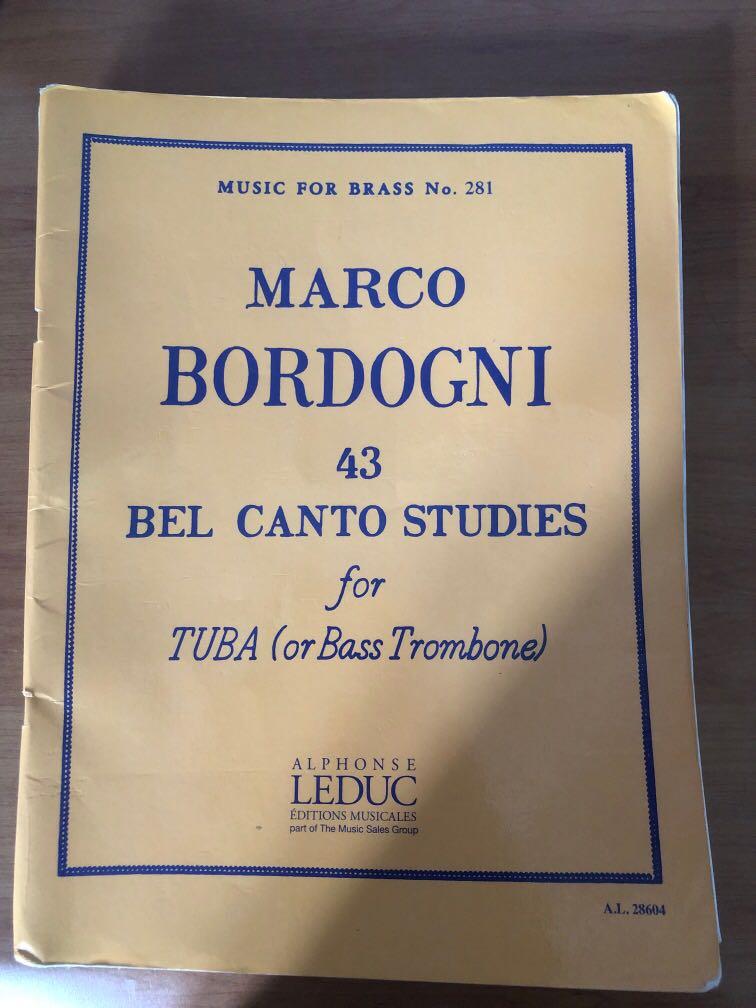 MUSIC FOR BRASS No. 281
MARCO
BORDOGNI
43
BEL CANTO STUDIES
for
TUBA (or Bass Trombone)
ALPHONSE
LEDUC
ÉDITIONS MUSICALES
part of The Music Sales Group
A.L. 28604